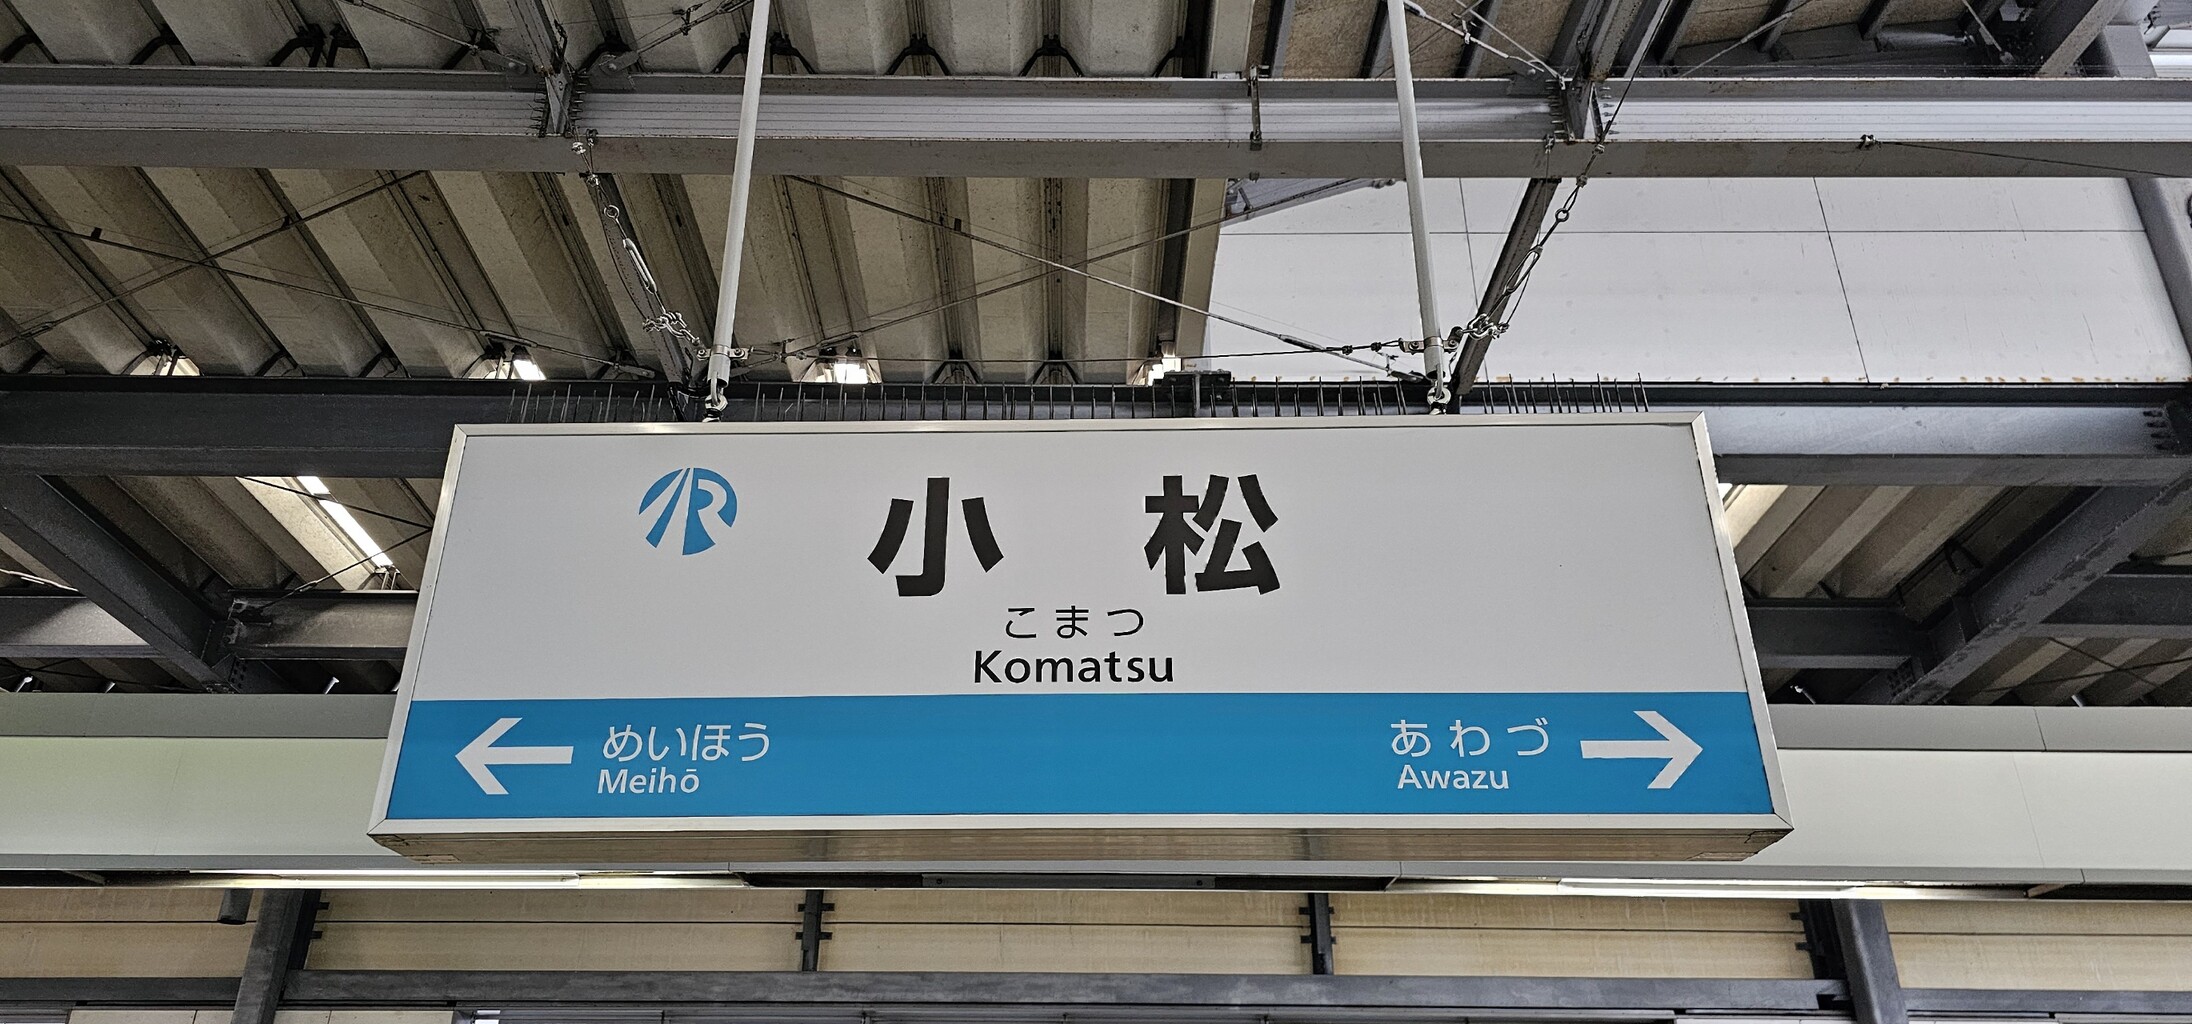 小松
こまつ
Komatsu
めいほう
Meihō
あわづ
Awazu